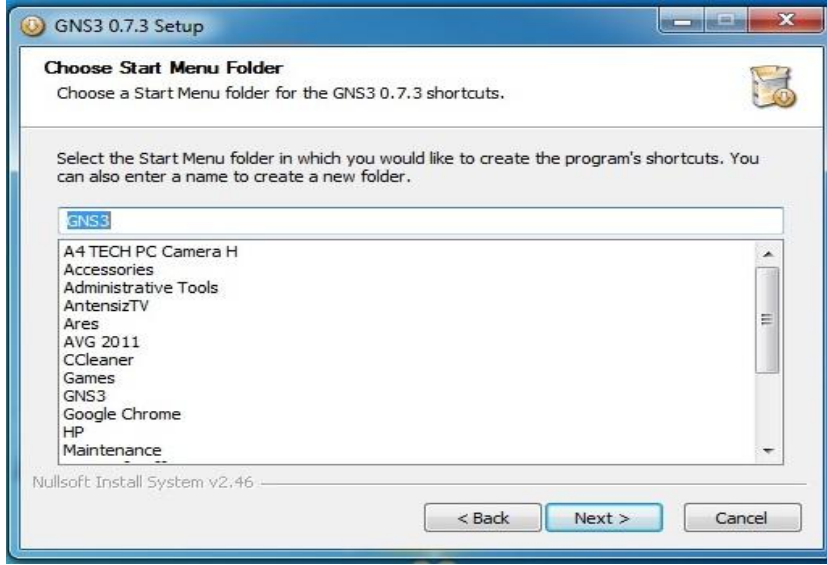 GNS3 0.7.3 Setup
Choose Start Menu Folder
Choose a Start Menu folder for the GNS3 0.7.3 shortcuts.
Select the Start Menu folder in which you would like to create the program's shortcuts. You
can also enter a name to create a new folder.
GNS3
A4 TECH PC Camera H
Accessories
Administrative Tools
AntensizTV
Ares
AVG 2011
CCleaner
Games
GNS3
Google Chrome
HP
Maintenance
Nullsoft Install System v2.46
< Back Next > Cancel